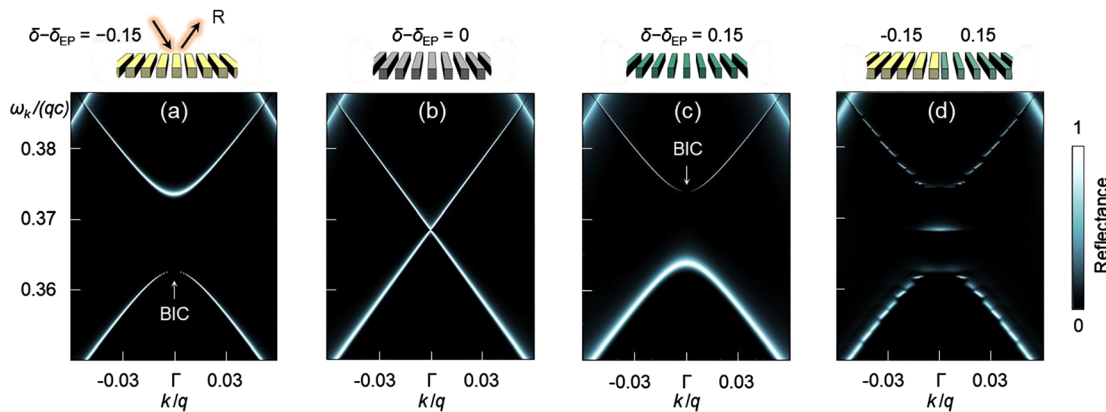 R
δ−δEP = −0.15
δ−δEP = 0
δ−δEP = 0.15
-0.15 0.15
ωk/(qc)
(a)
(b)
(c)
(d)
0.38
0.37
0.36
BIC
BIC
1
0
Reflectance
-0.03 Γ 0.03
-0.03 Γ 0.03
-0.03 Γ 0.03
-0.03 Γ 0.03
k/q
k/q
k/q
k/q